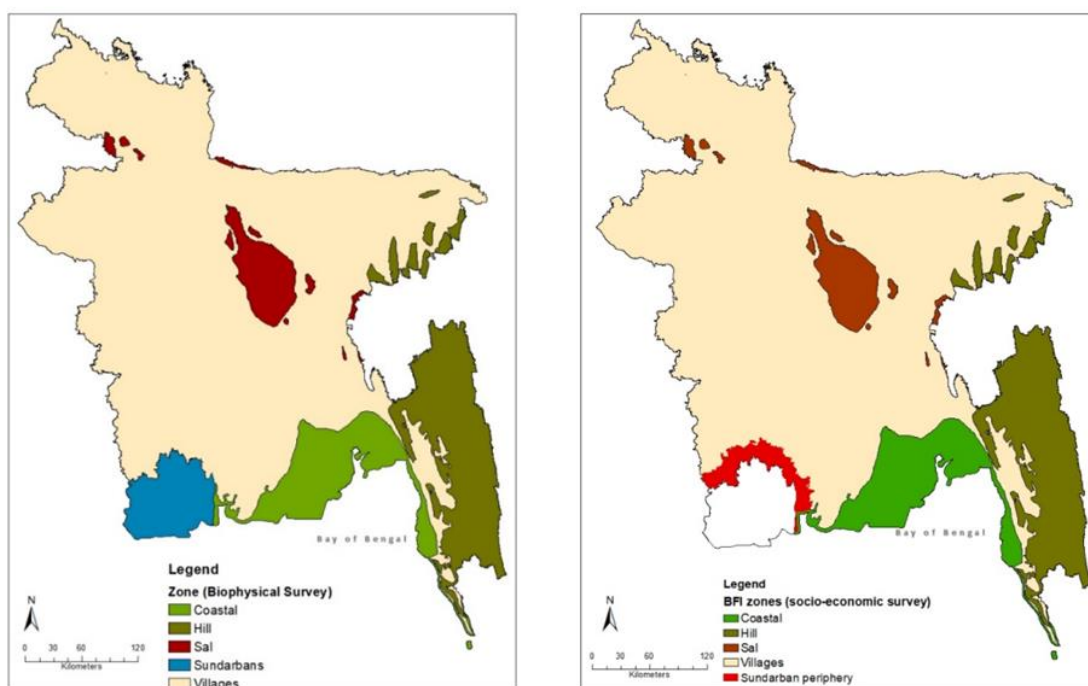 Bay of Bengal
Legend
Zone (Biophysical Survey)
Coastal
Hill
Sal
Sundarbans
Villages
N
0 30 60 120
Kilometers
Bay of Bengal
Legend
BFI zones (socio-economic survey)
Coastal
Hill
Sal
Villages
Sundarban periphery
N
0 30 60 120
Kilometers